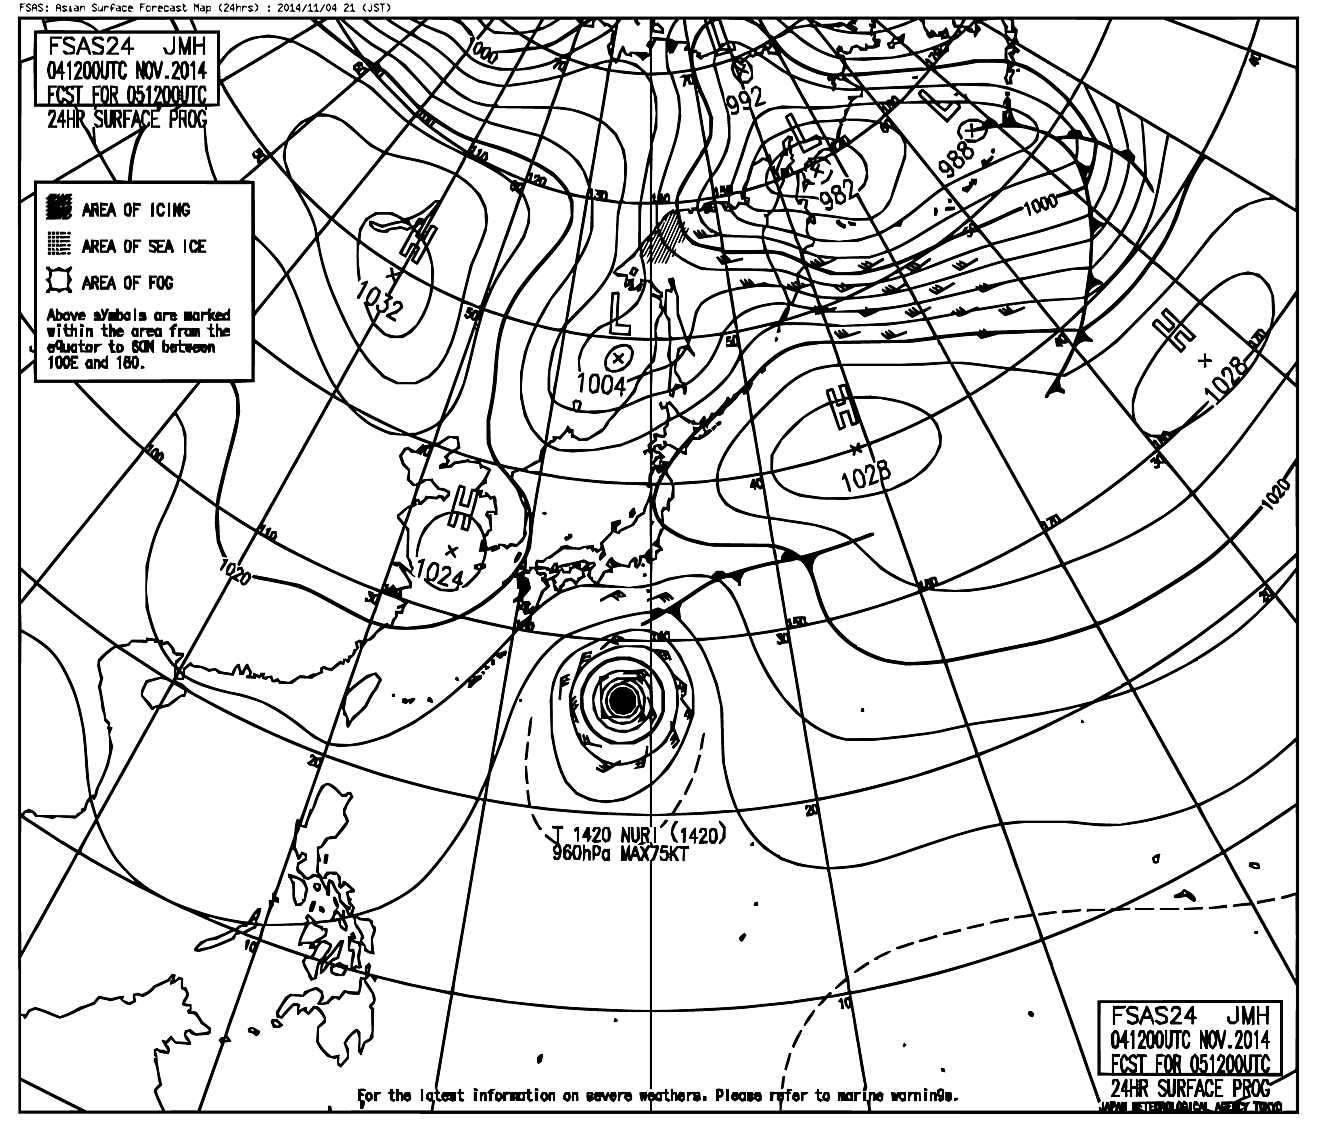 FSAS: Asian Surface Forecast Map (24hrs) : 2014/11/04 21 (JST)
FSAS24 JMH
041200UTC NOV.2014
FCST FOR 051200UTC
24HR SURFACE PROG
AREA OF ICING
AREA OF SEA ICE
AREA OF FOG
Above symbols are marked
within the area from the
equator to 60N between
100E and 180.
1000
992
982
988
1000
1032
L
1004
H
1028
H
1028
1020
H
1024
1020
T 1420 NURI (1420)
960hPa MAX75KT
FSAS24 JMH
041200UTC NOV.2014
FCST FOR 051200UTC
24HR SURFACE PROG
JAPAN METEOROLOGICAL AGENCY TOKYO
For the latest information on severe weathers. Please refer to marine warnings.